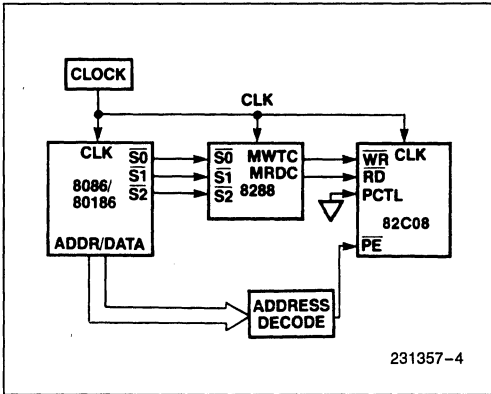 CLOCK
CLK
CLK
8086/
80186
S0
S1
S2
ADDR/DATA
S0
S1
S2
MWTC
MRDC
8288
WR
RD
PCTL
PE
CLK
82C08
ADDRESS
DECODE
231357-4